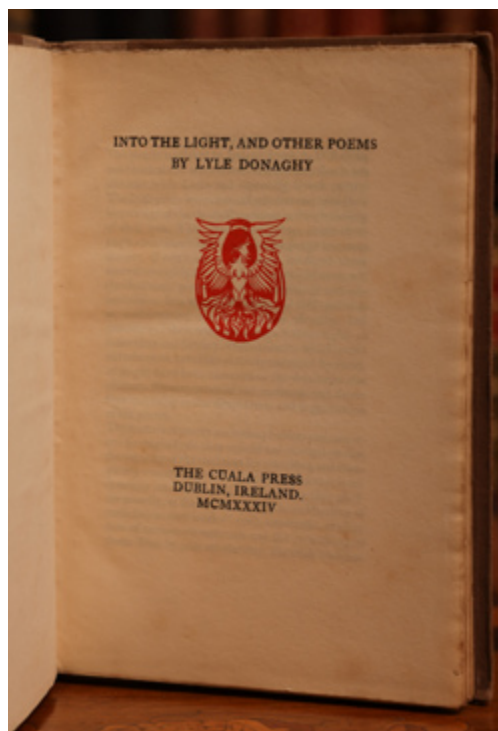 INTO THE LIGHT, AND OTHER POEMS
BY LYLE DONAGHY
THE CUALA PRESS
DUBLIN, IRELAND.
MCMXXXIV